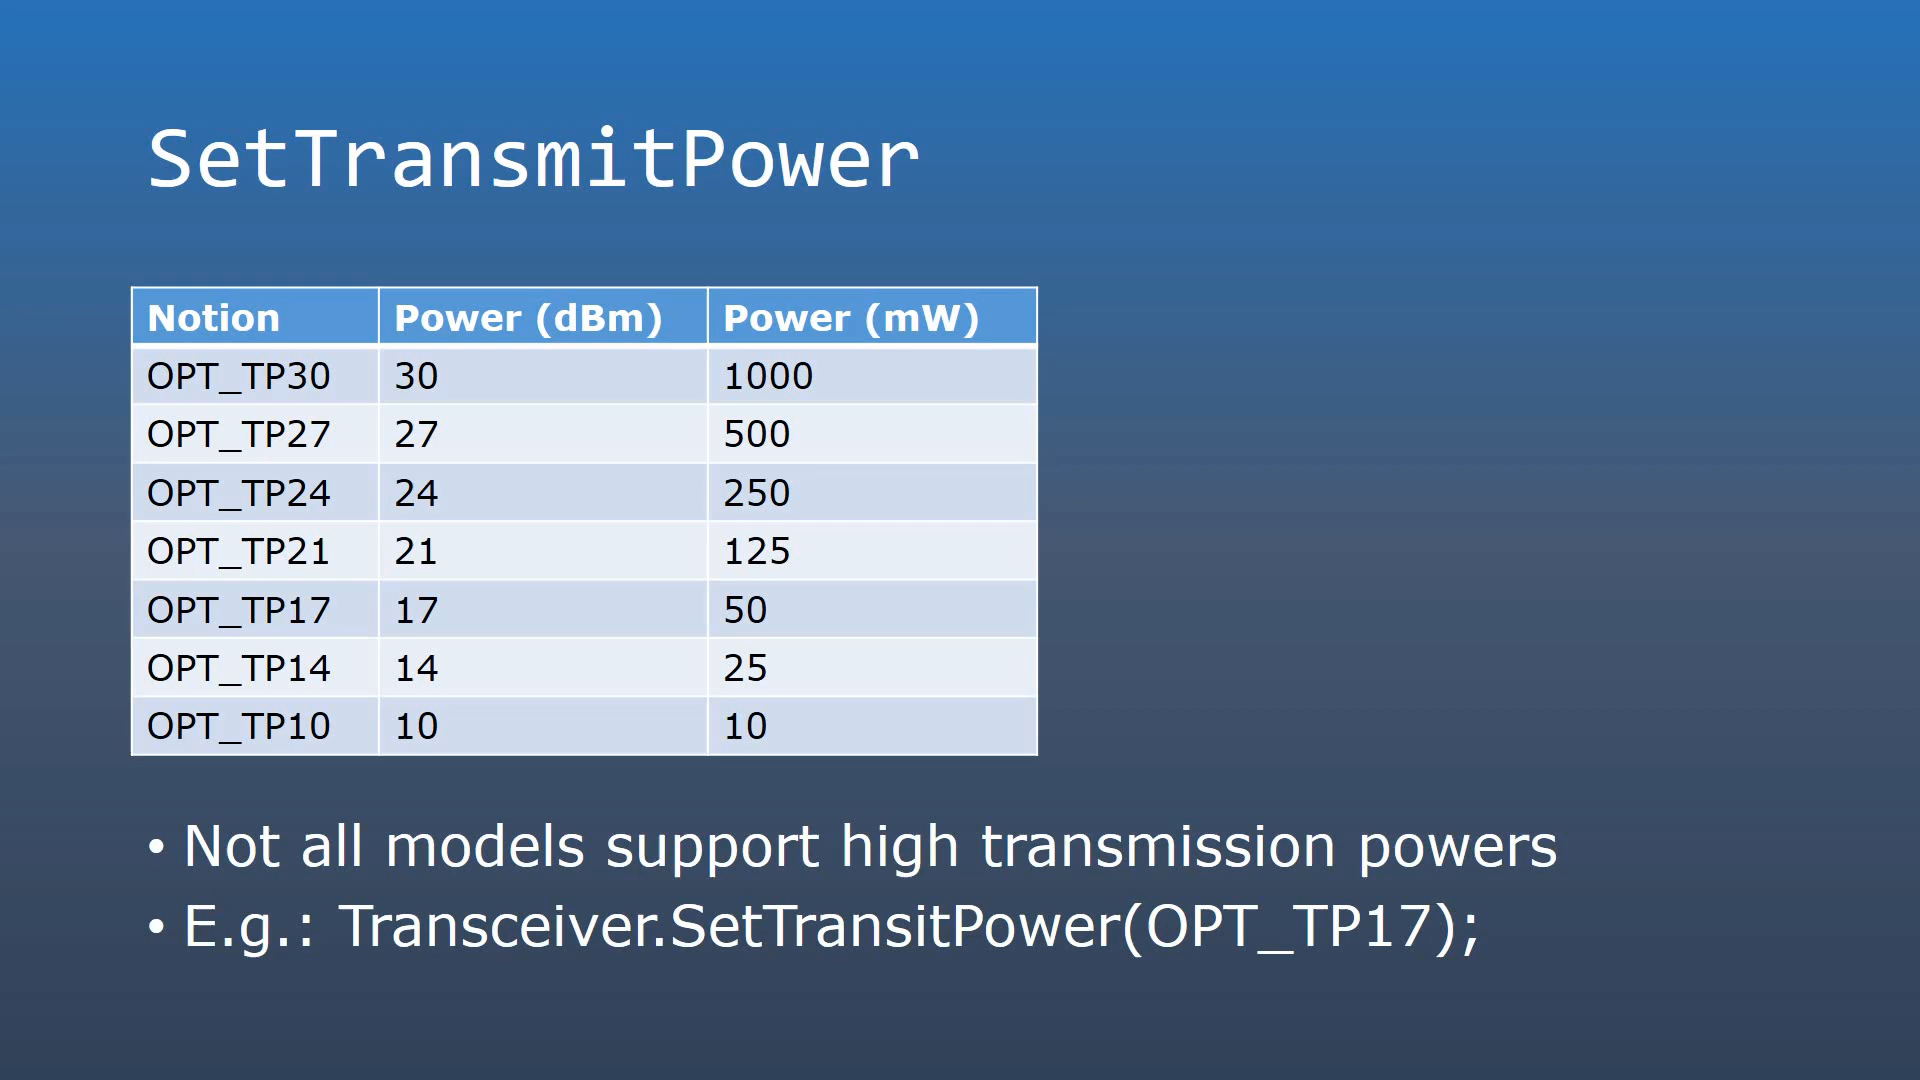 SetTransmitPower
Notion Power (dBm) Power (mW)
OPT_TP30 30 1000
OPT_TP27 27 500
OPT_TP24 24 250
OPT_TP21 21 125
OPT_TP17 17 50
OPT_TP14 14 25
OPT_TP10 10 10
• Not all models support high transmission powers
• E.g.: Transceiver.SetTransitPower(OPT_TP17);